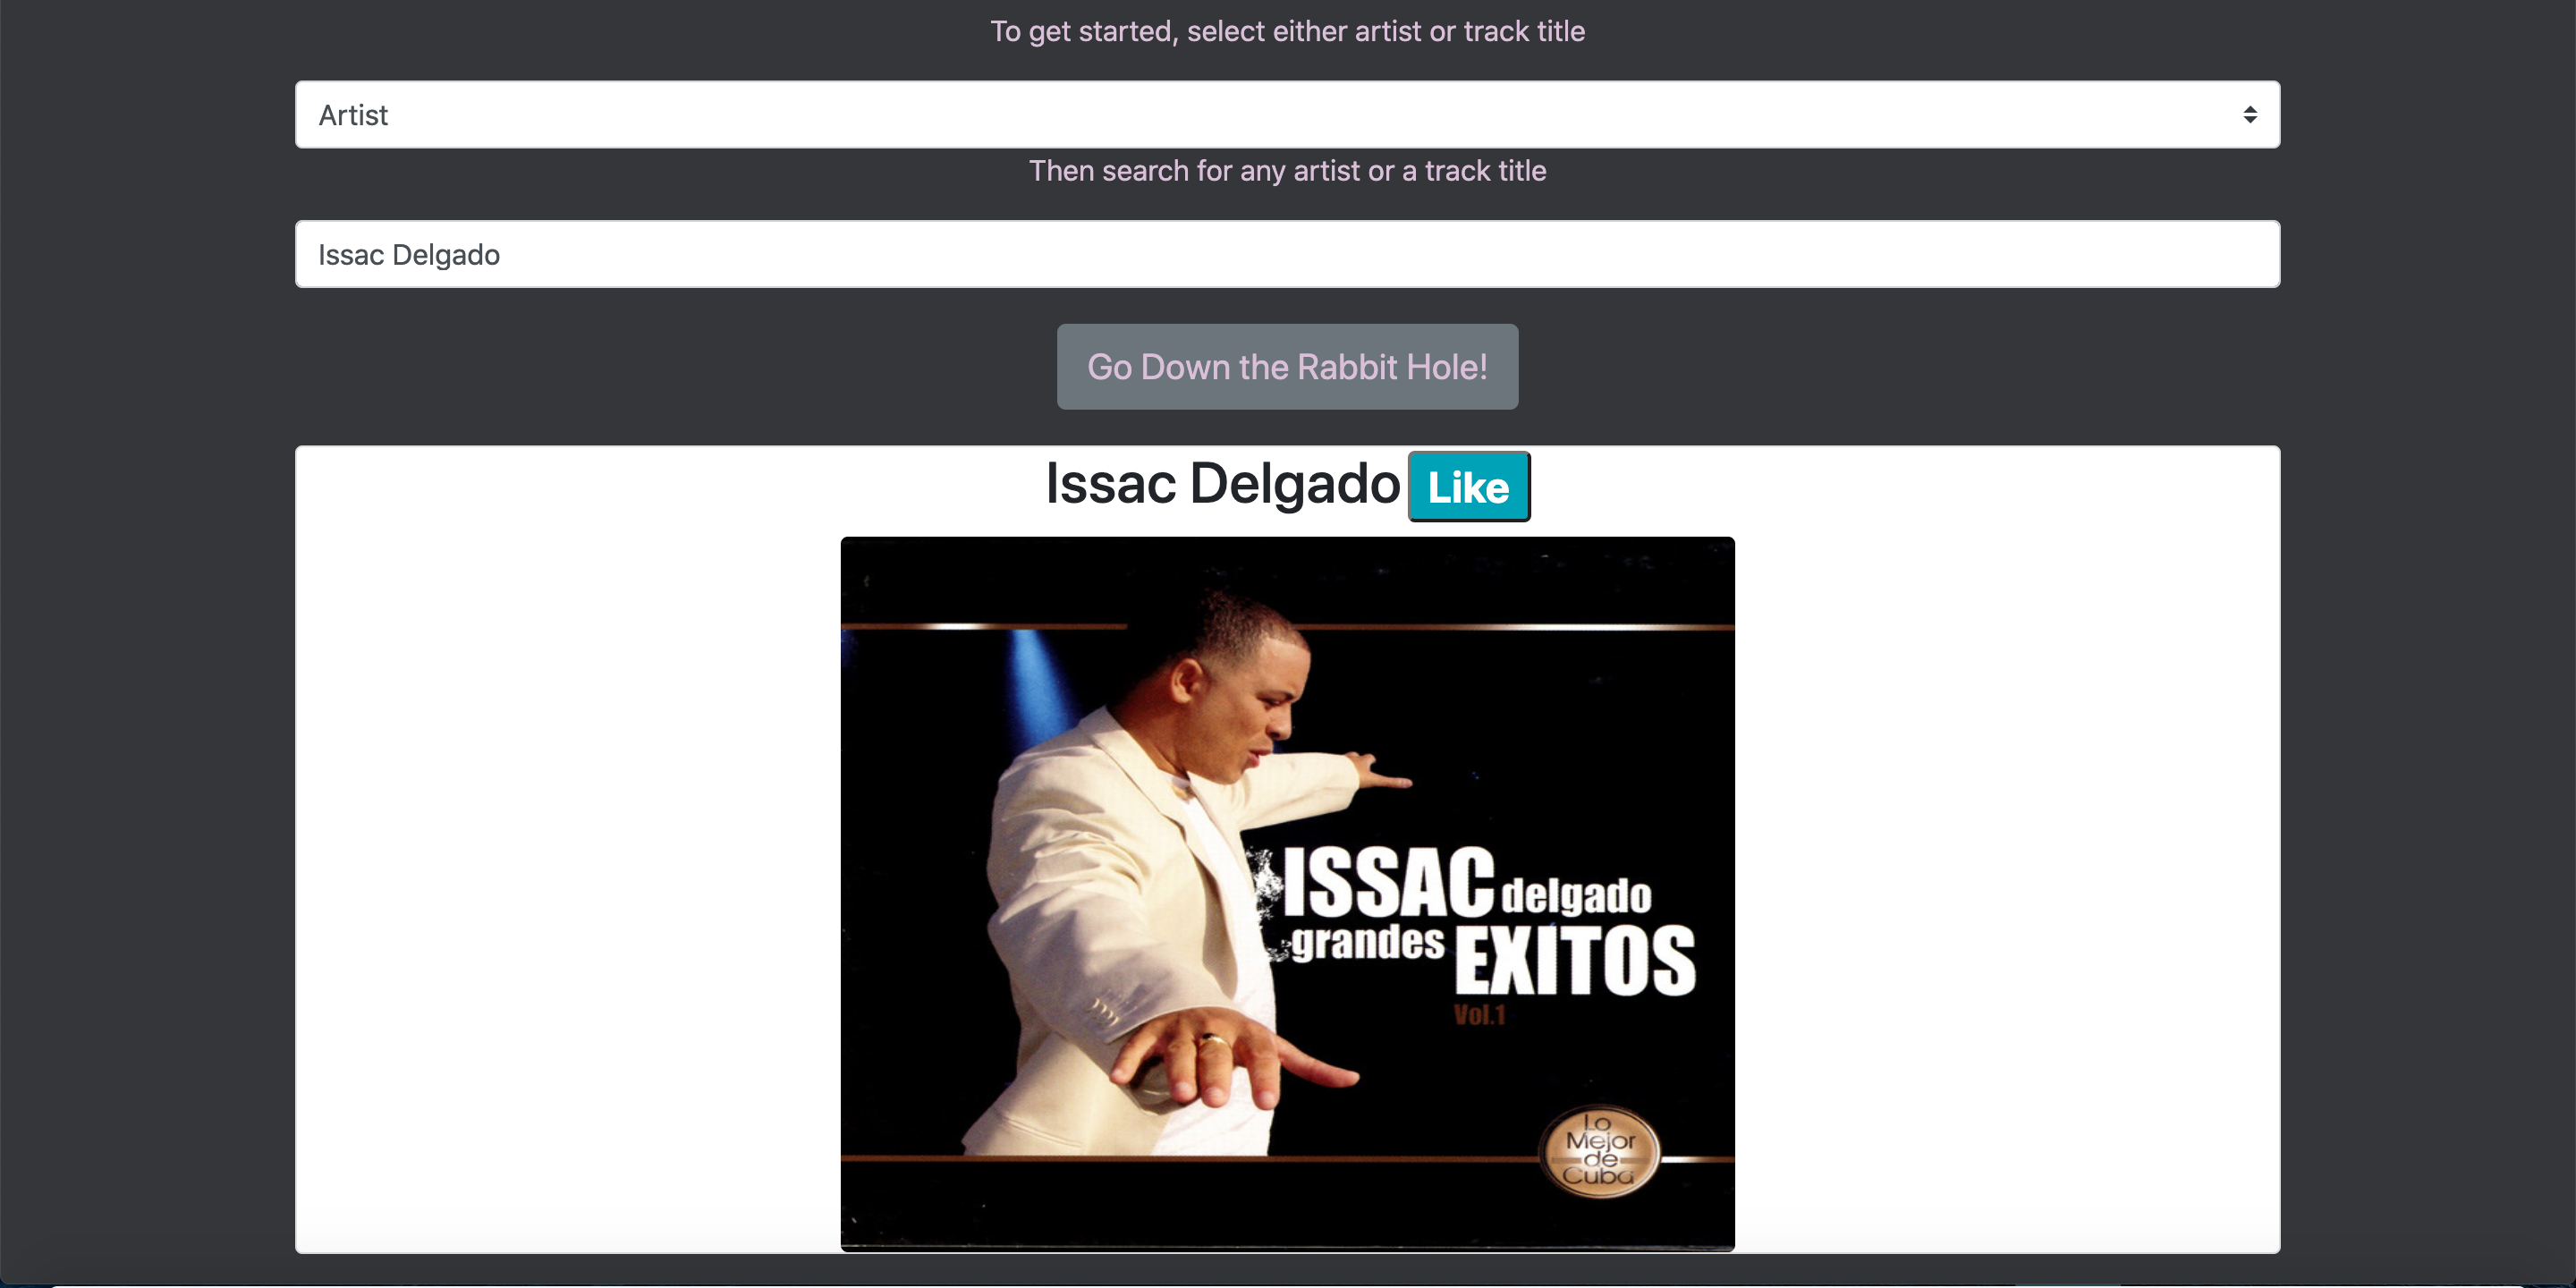 To get started, select either artist or track title
Artist
Then search for any artist or a track title
Issac Delgado
Go Down the Rabbit Hole!
Issac Delgado Like
ISSAC delgado
grandes EXITOS
Vol.1
Lo
Mejor
de
Cuba